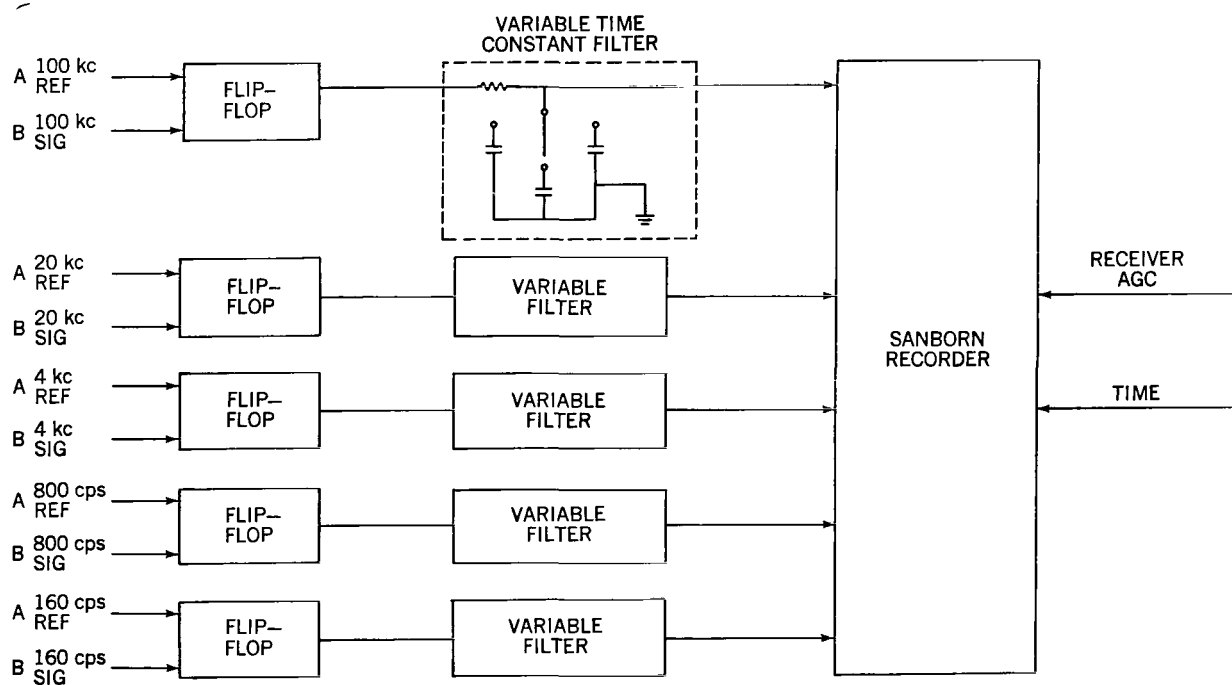 VARIABLE TIME
CONSTANT FILTER
A 100 kc
REF
B 100 kc
SIG
FLIP–
FLOP
A 20 kc
REF
B 20 kc
SIG
FLIP–
FLOP
VARIABLE
FILTER
A 4 kc
REF
B 4 kc
SIG
FLIP–
FLOP
VARIABLE
FILTER
A 800 cps
REF
B 800 cps
SIG
FLIP–
FLOP
VARIABLE
FILTER
A 160 cps
REF
B 160 cps
SIG
FLIP–
FLOP
VARIABLE
FILTER
SANBORN
RECORDER
RECEIVER
AGC
TIME